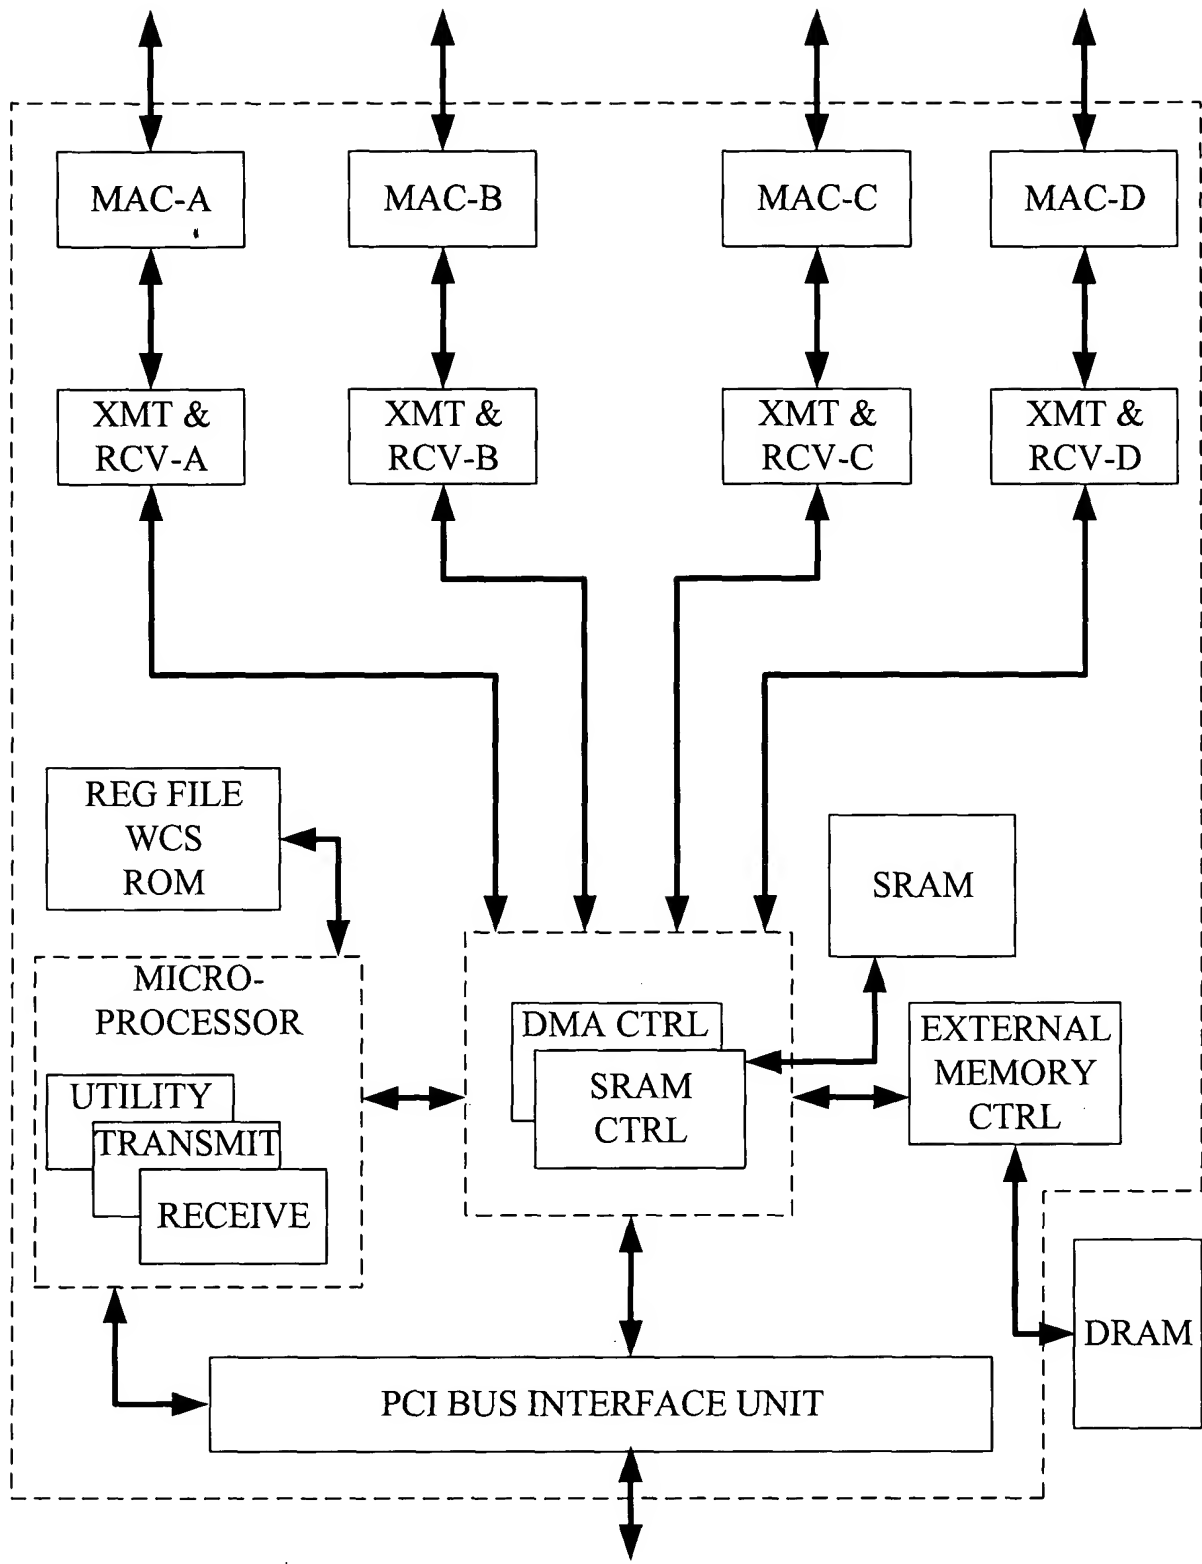 MAC-A
MAC-B
MAC-C
MAC-D
XMT &
RCV-A
XMT &
RCV-B
XMT &
RCV-C
XMT &
RCV-D
REG FILE
WCS
ROM
SRAM
MICRO-
PROCESSOR
UTILITY
TRANSMIT
RECEIVE
DMA CTRL
SRAM
CTRL
EXTERNAL
MEMORY
CTRL
DRAM
PCI BUS INTERFACE UNIT